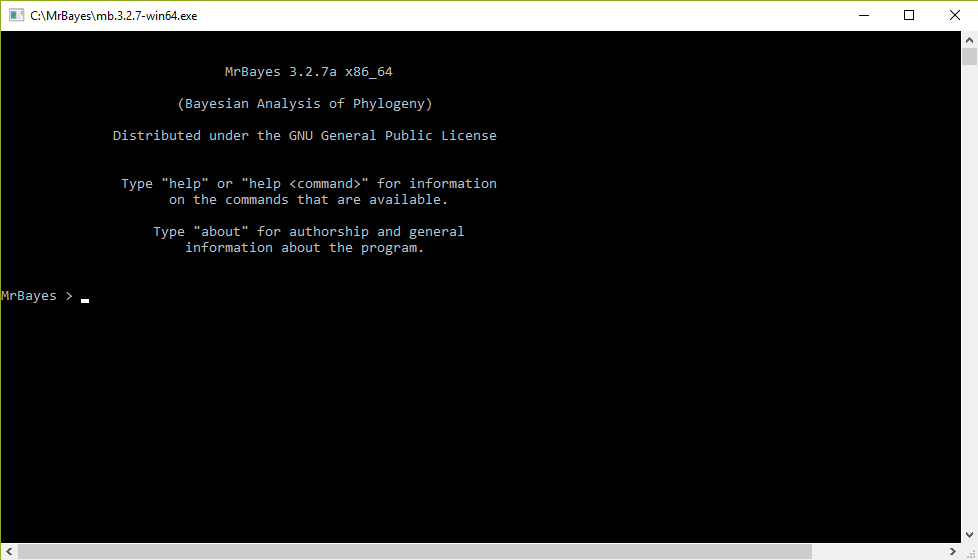 C:\MrBayes\mb.3.2.7-win64.exe
MrBayes 3.2.7a x86_64
(Bayesian Analysis of Phylogeny)
Distributed under the GNU General Public License
Type "help" or "help <command>" for information
on the commands that are available.
Type "about" for authorship and general
information about the program.
MrBayes >